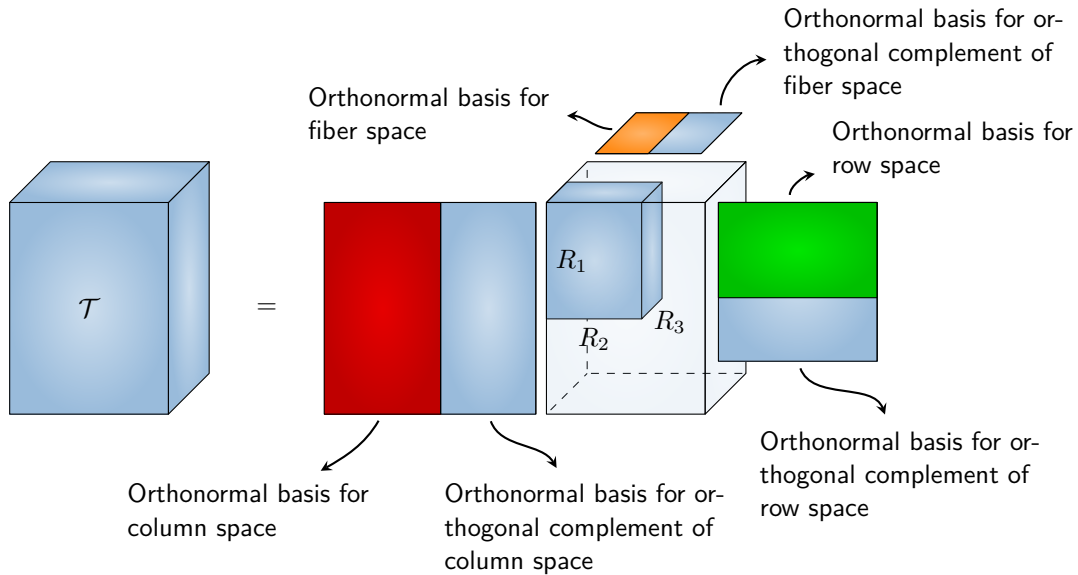 Orthonormal basis for or-
thogonal complement of
fiber space
Orthonormal basis for
fiber space
Orthonormal basis for
row space
𝒯
=
R₁
R₂
R₃
Orthonormal basis for
column space
Orthonormal basis for or-
thogonal complement of
column space
Orthonormal basis for or-
thogonal complement of
row space